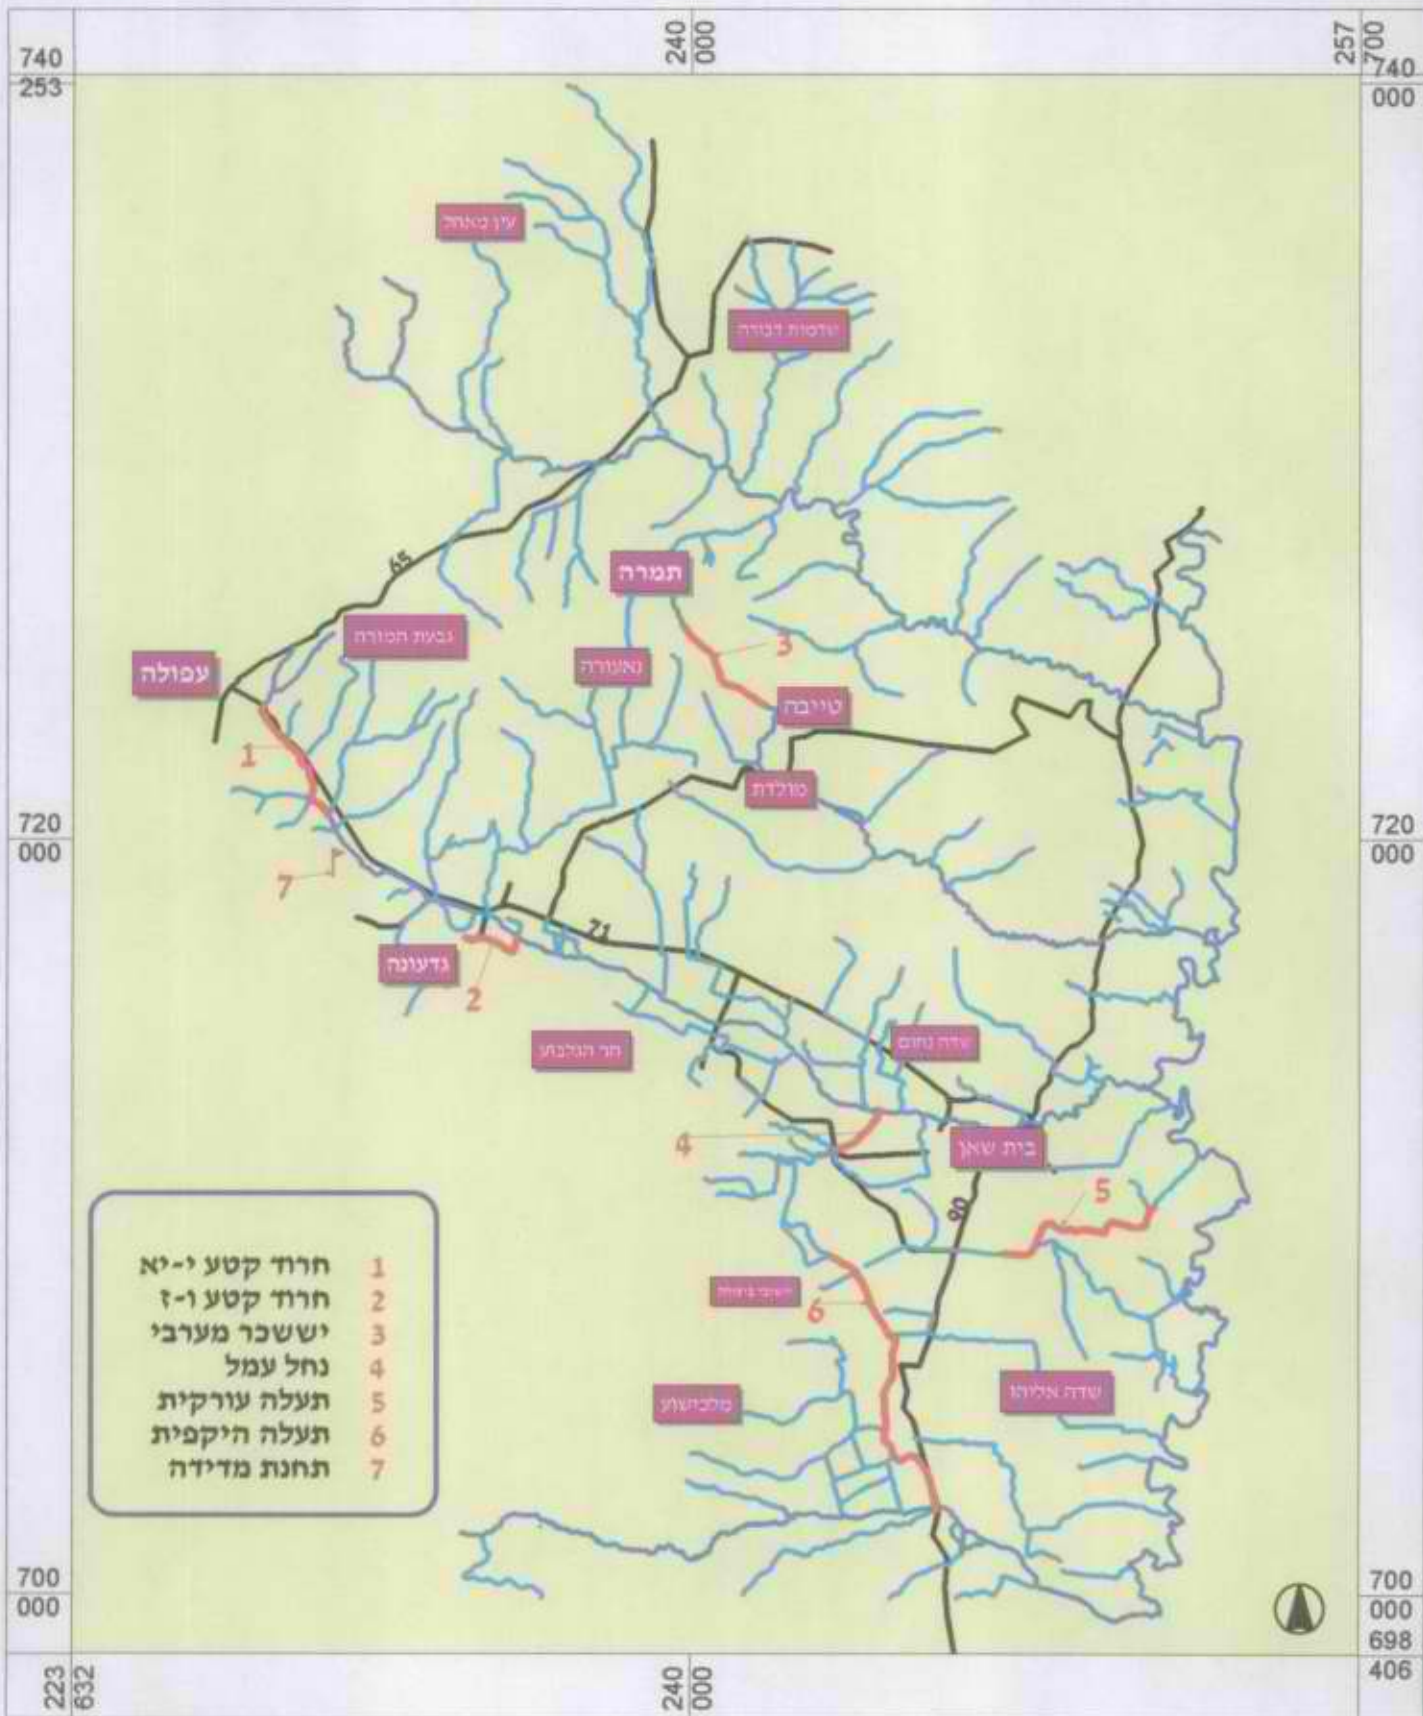 240
000
257
700
740
253
740
000
עין מאהל
שדמות דבורה
65
תמרה
גבעת המורה
עפולה
נאעורה
3
טייבה
1
מולדת
720
000
720
000
7
71
גדעונה
2
הר הגלבוע
שדה נחום
4
בית שאן
5
90
6
שדה אליהו
מלכישוע
1 חרוד קטע י-יא
2 חרוד קטע ו-ז
3 יששכר מערבי
4 נחל עמל
5 תעלה עורקית
6 תעלה היקפית
7 תחנת מדידה
700
000
700
000
698
406
223
632
240
000